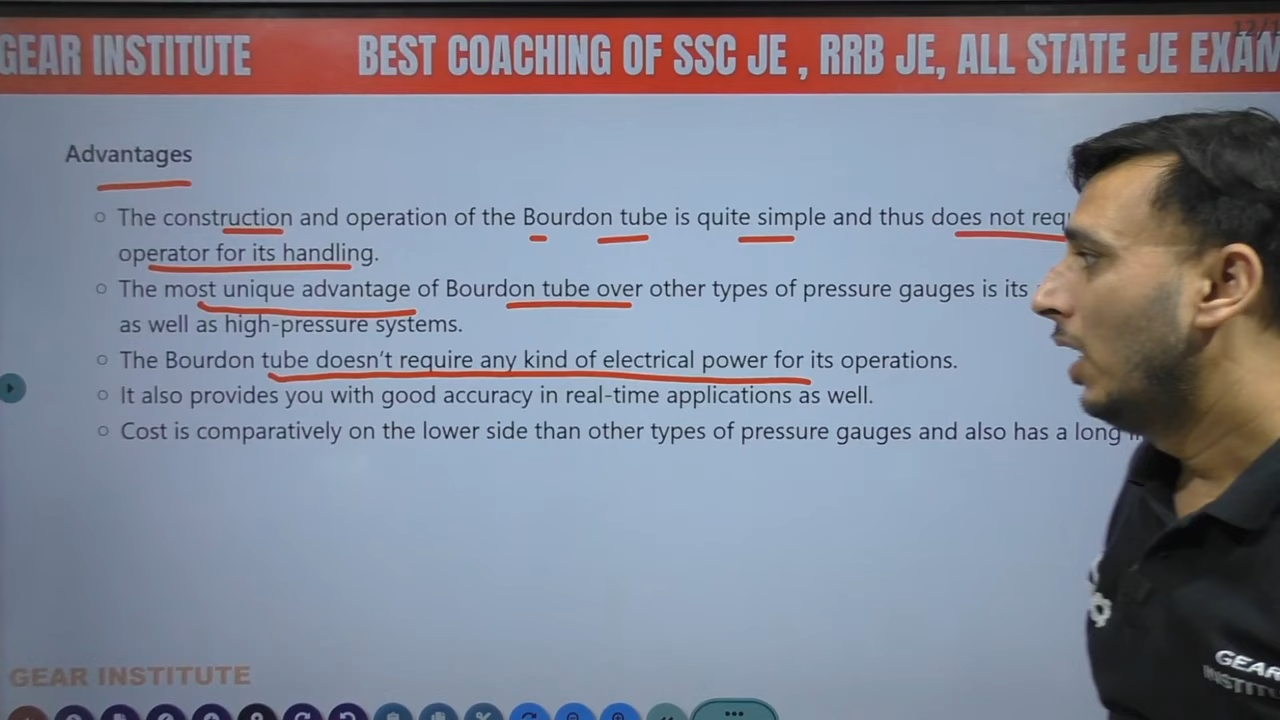 GEAR INSTITUTE BEST COACHING OF SSC JE , RRB JE, ALL STATE JE EXAM
Advantages
The construction and operation of the Bourdon tube is quite simple and thus does not
operator for its handling.
The most unique advantage of Bourdon tube over other types of pressure gauges is its
as well as high-pressure systems.
The Bourdon tube doesn't require any kind of electrical power for its operations.
It also provides you with good accuracy in real-time applications as well.
Cost is comparatively on the lower side than other types of pressure gauges and also has a long
GEAR INSTITUTE
GEAR